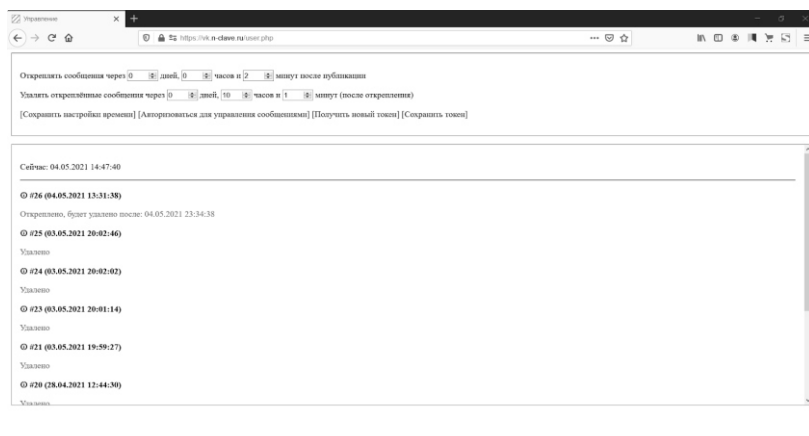 Управление
https://vk.n-clave.ru/user.php
Откреплять сообщения через 0 дней, 0 часов и 2 минут после публикации
Удалять откреплённые сообщения через 0 дней, 10 часов и 1 минут (после открепления)
[Сохранить настройки времени] [Авторизоваться для управления сообщениями] [Получить новый токен] [Сохранить токен]
Сейчас: 04.05.2021 14:47:40
#26 (04.05.2021 13:31:38)
Откреплено, будет удалено после: 04.05.2021 23:34:38
#25 (03.05.2021 20:02:46)
Удалено
#24 (03.05.2021 20:02:02)
Удалено
#23 (03.05.2021 20:01:14)
Удалено
#21 (03.05.2021 19:59:27)
Удалено
#20 (28.04.2021 12:44:30)
Удалено